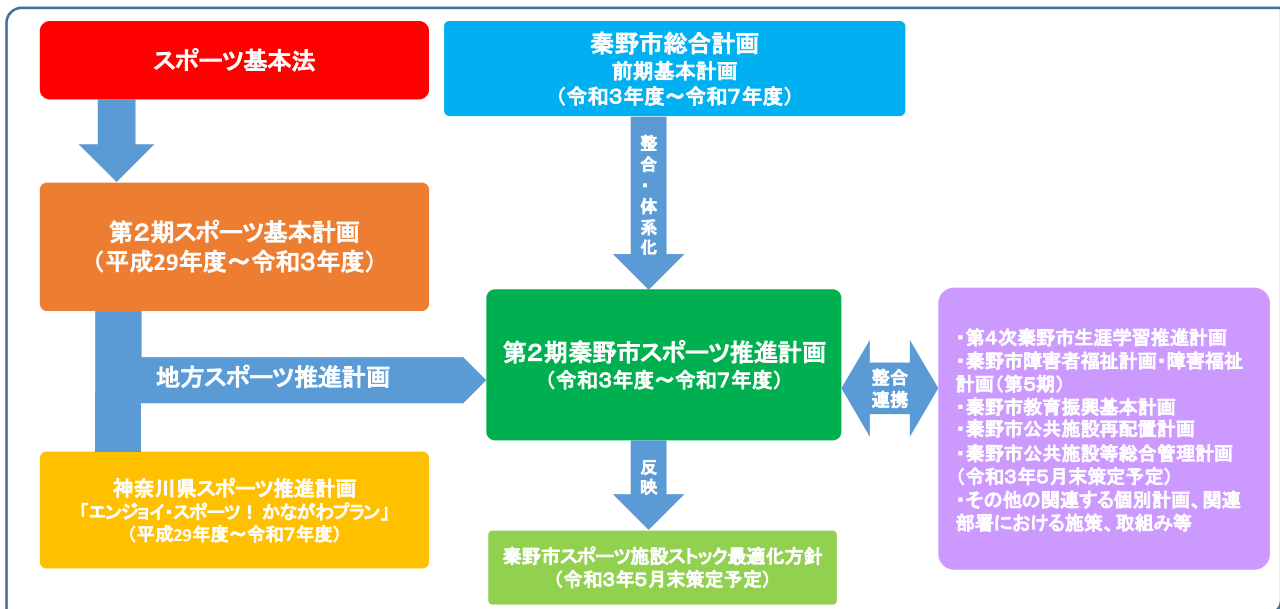 スポーツ基本法
秦野市総合計画
前期基本計画
（令和3年度～令和7年度）
整合・体系化
第2期スポーツ基本計画
（平成29年度～令和3年度）
地方スポーツ推進計画
第2期秦野市スポーツ推進計画
（令和3年度～令和7年度）
整合
連携
・第4次秦野市生涯学習推進計画
・秦野市障害者福祉計画・障害福祉
計画（第5期）
・秦野市教育振興基本計画
・秦野市公共施設再配置計画
・秦野市公共施設等総合管理計画
（令和3年5月末策定予定）
・その他の関連する個別計画、関連
部署における施策、取組み等
神奈川県スポーツ推進計画
「エンジョイ・スポーツ！かながわプラン」
（平成29年度～令和7年度）
反映
秦野市スポーツ施設ストック最適化方針
（令和3年5月末策定予定）